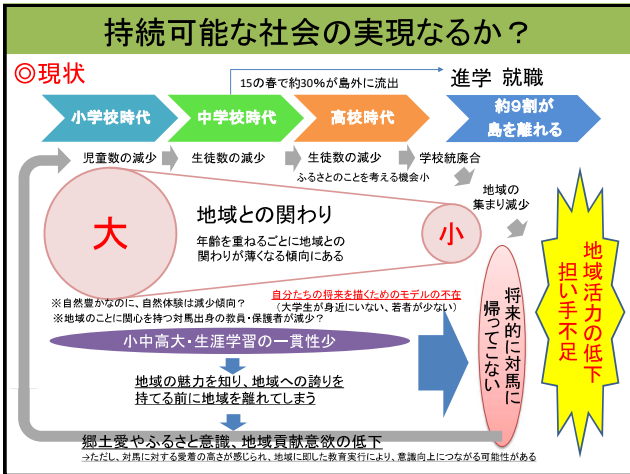 持続可能な社会の実現なるか？
◎現状
15の春で約30%が島外に流出
進学 就職
小学校時代
中学校時代
高校時代
約9割が
島を離れる
児童数の減少
生徒数の減少
生徒数の減少
学校統廃合
ふるさとのことを考える機会小
地域の
集まり減少
大
地域との関わり
年齢を重ねるごとに地域との
関わりが薄くなる傾向にある
小
※自然豊かなのに、自然体験は減少傾向？
※地域のことに関心を持つ対馬出身の教員・保護者が減少？
自分たちの将来を描くためのモデルの不在
（大学生が身近にいない、若者が少ない）
小中高大・生涯学習の一貫性少
地域の魅力を知り、地域への誇りを
持てる前に地域を離れてしまう
郷土愛やふるさと意識、地域貢献意欲の低下
→ただし、対馬に対する愛着の高さが感じられ、地域に即した教育実行により、意識向上につながる可能性がある
将来的に対馬に
帰ってこない
地域活力の低下
担い手不足